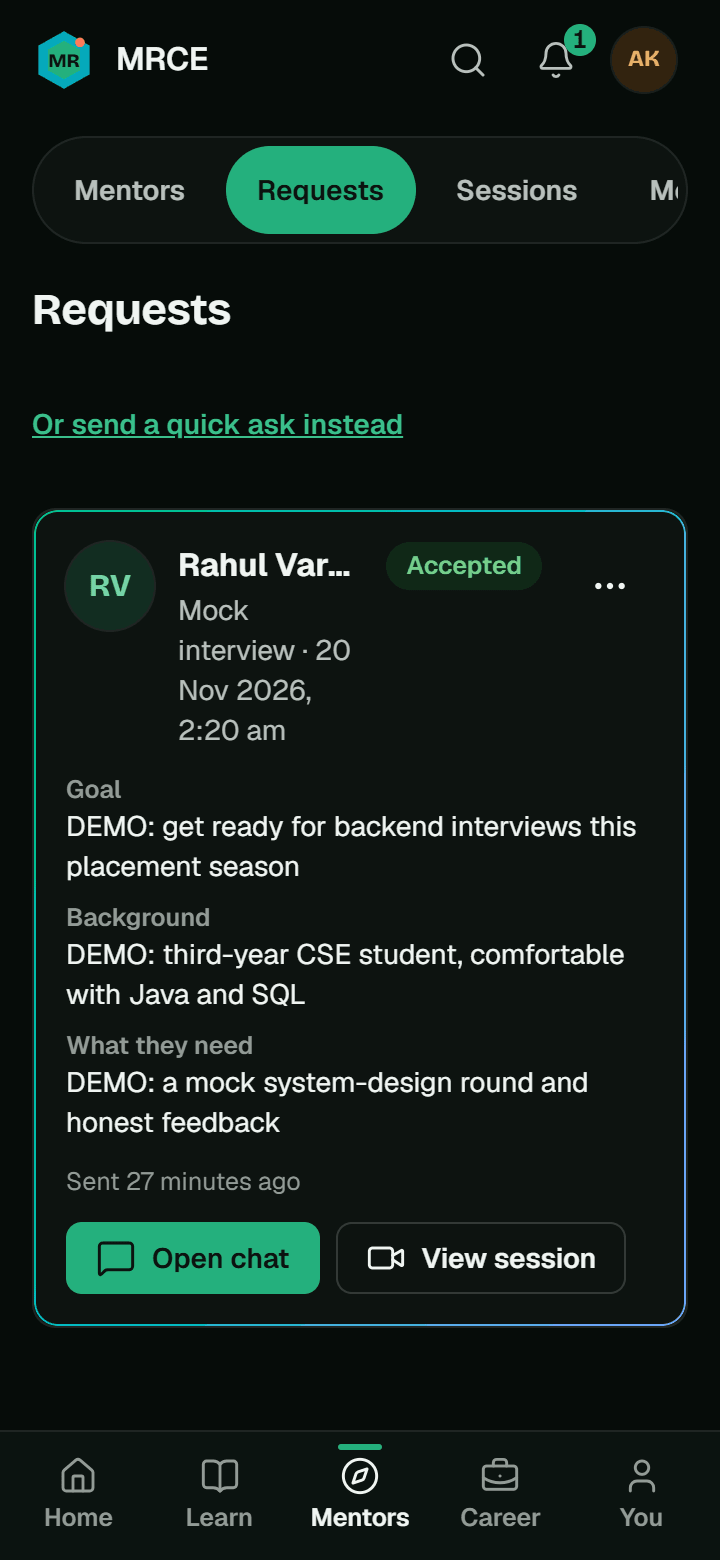 MR
MRCE
1
AK
Mentors
Requests
Sessions
Requests
Or send a quick ask instead
RV
Rahul Var...
Accepted
Mock
interview · 20
Nov 2026,
2:20 am
Goal
DEMO: get ready for backend interviews this
placement season
Background
DEMO: third-year CSE student, comfortable
with Java and SQL
What they need
DEMO: a mock system-design round and
honest feedback
Sent 27 minutes ago
Open chat
View session
Home
Learn
Mentors
Career
You